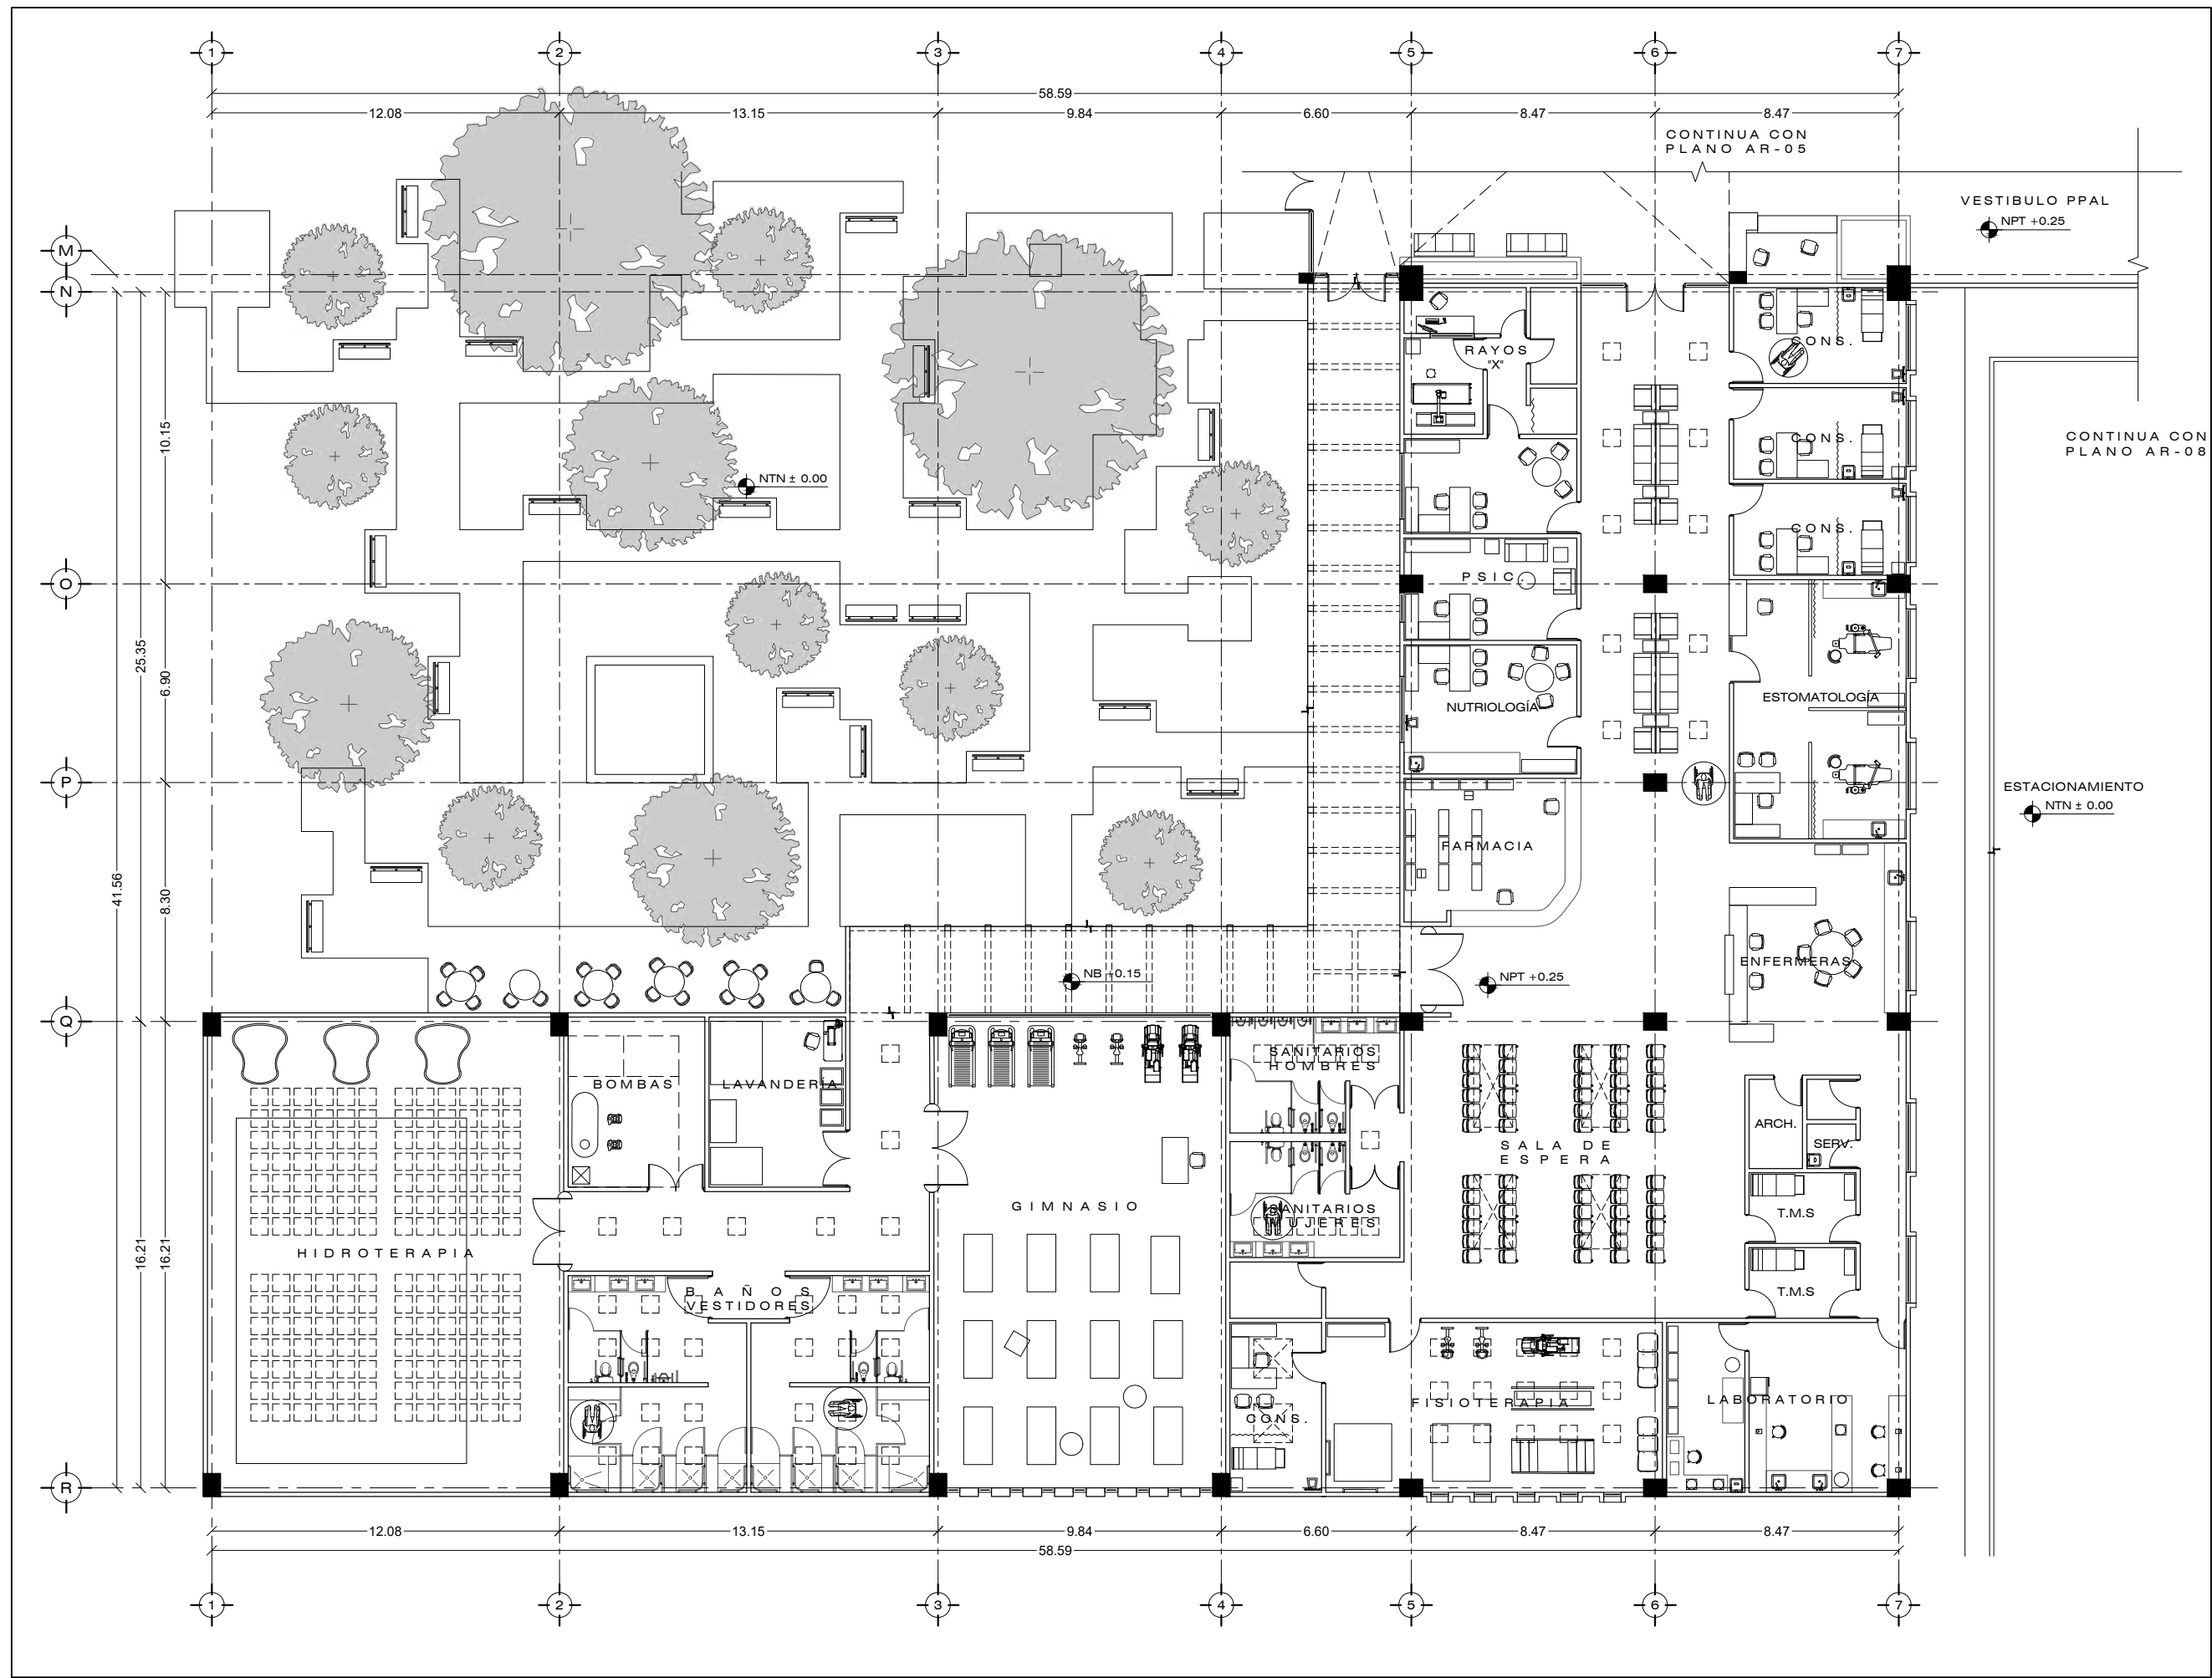 1 2 3 4 5 6 7
58.59
12.08 13.15 9.84 6.60 8.47 8.47
CONTINUA CON
PLANO AR-05
VESTIBULO PPAL
NPT +0.25
M
N
RAYOS
"X"
CONS.
CONS.
CONTINUA CON
PLANO AR-08
10.15
NTN ± 0.00
CONS.
O
PSIC.
25.35
6.90
NUTRIOLOGÍA
ESTOMATOLOGÍA
P
ESTACIONAMIENTO
NTN ± 0.00
FARMACIA
41.56
8.30
ENFERMERAS
NB +0.15
NPT +0.25
Q
SANITARIOS
HOMBRES
BOMBAS
LAVANDERÍA
ARCH.
SERV.
SALA DE
ESPERA
GIMNASIO
SANITARIOS
MUJERES
T.M.S
HIDROTERAPIA
16.21
16.21
BAÑOS
VESTIDORES
T.M.S
CONS.
FISIOTERAPIA
LABORATORIO
R
12.08 13.15 9.84 6.60 8.47 8.47
58.59
1 2 3 4 5 6 7